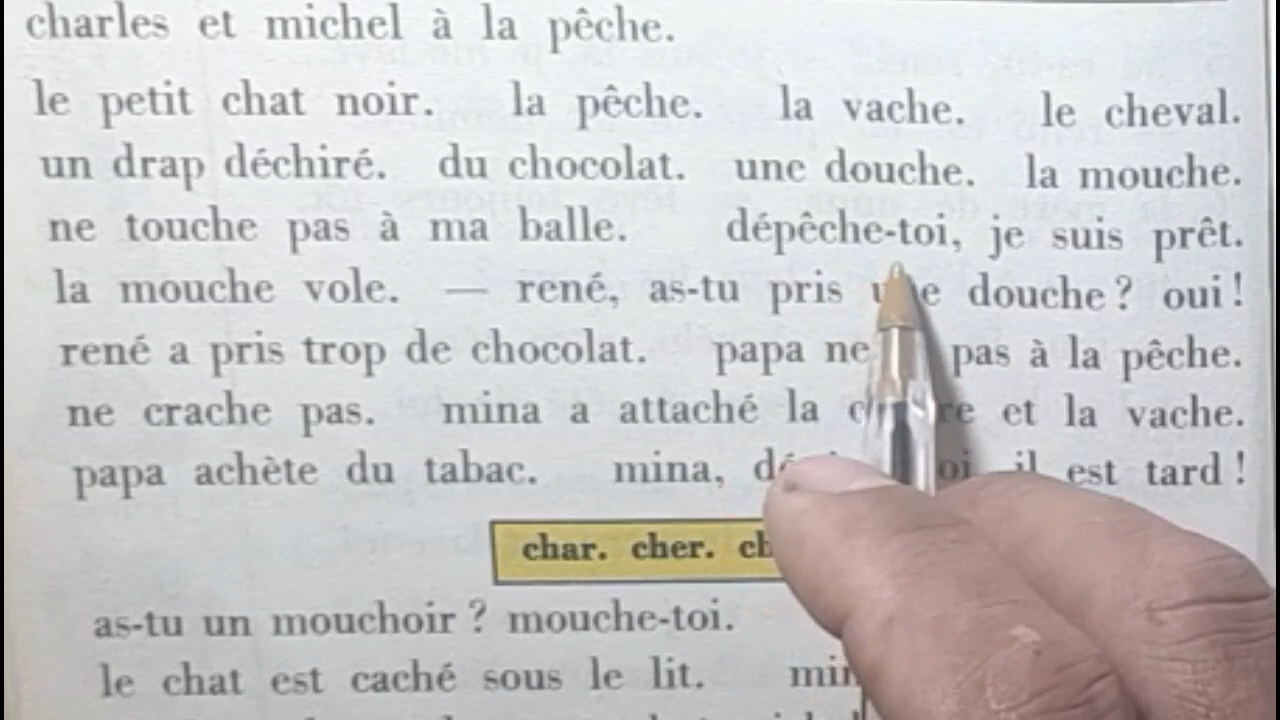 charles et michel à la pêche.
le petit chat noir. la pêche. la vache. le cheval.
un drap déchiré. du chocolat. une douche. la mouche.
ne touche pas à ma balle. dépêche-toi, je suis prêt.
la mouche vole. — rené, as-tu pris une douche ? oui !
rené a pris trop de chocolat. papa ne pas à la pêche.
ne crache pas. mina a attaché la et la vache.
papa achète du tabac. mina, il est tard !
char. cher.
as-tu un mouchoir ? mouche-toi.
le chat est caché sous le lit.